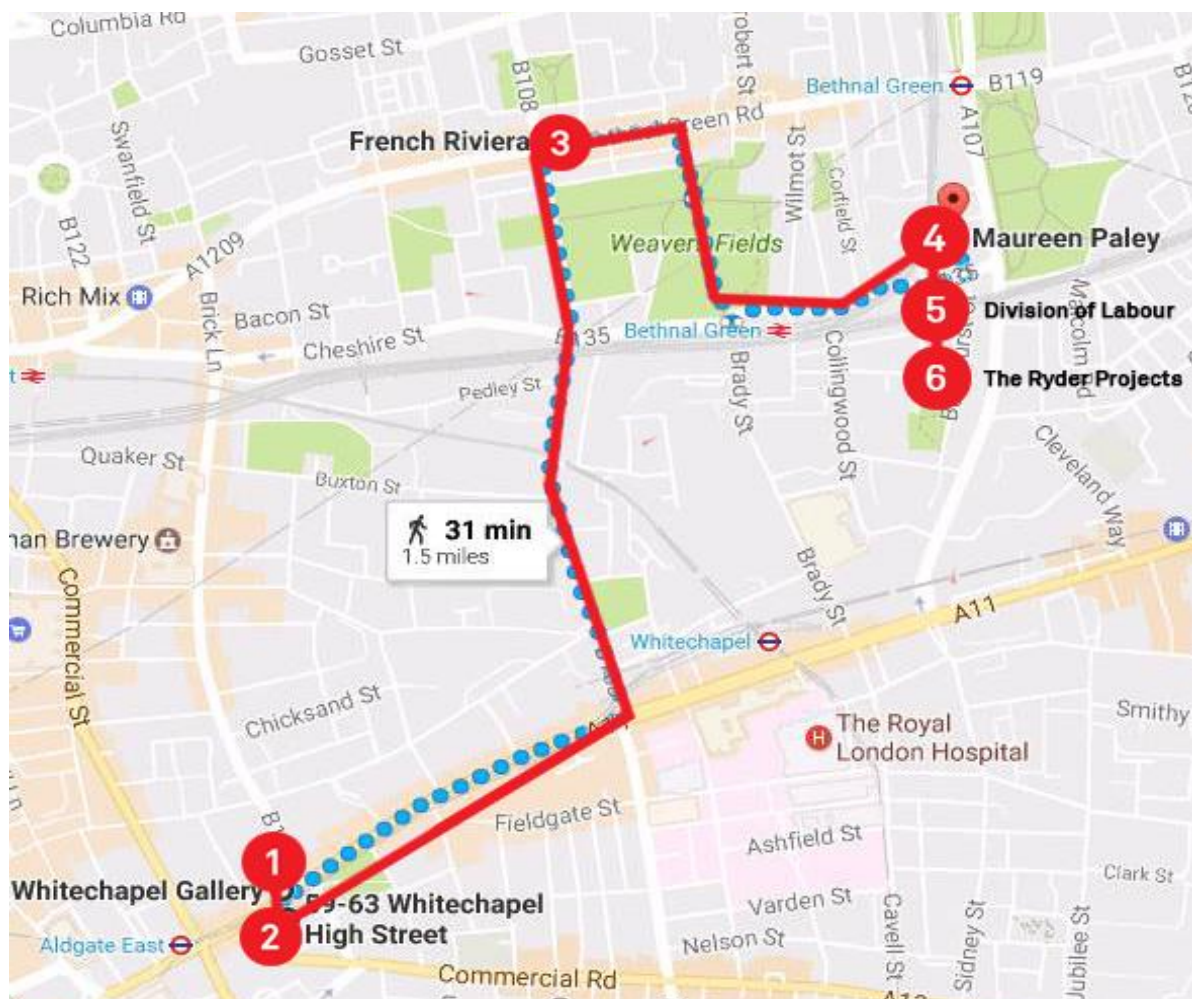 Columbia Rd
Gosset St
B108
Bethnal Green
B119
A107
Swanfield St
French Riviera
3
Green Rd
Wilmot St
Corfield St
B122
A1209
Weavers Fields
4
Maureen Paley
Rich Mix
Brick Ln
Bacon St
Cheshire St
B135
Bethnal Green
5
Division of Labour
Malcolm Rd
Pedley St
Brady St
Collingwood St
6
The Ryder Projects
Quaker St
Buxton St
Cleveland Way
31 min
1.5 miles
man Brewery
Commercial St
Brady St
A11
Whitechapel
Chicksand St
The Royal
London Hospital
Smithy
Fieldgate St
Ashfield St
1
Whitechapel Gallery
59-63 Whitechapel
High Street
2
Aldgate East
Varden St
Clark St
Nelson St
Cavell St
Sidney St
Jubilee St
Commercial Rd